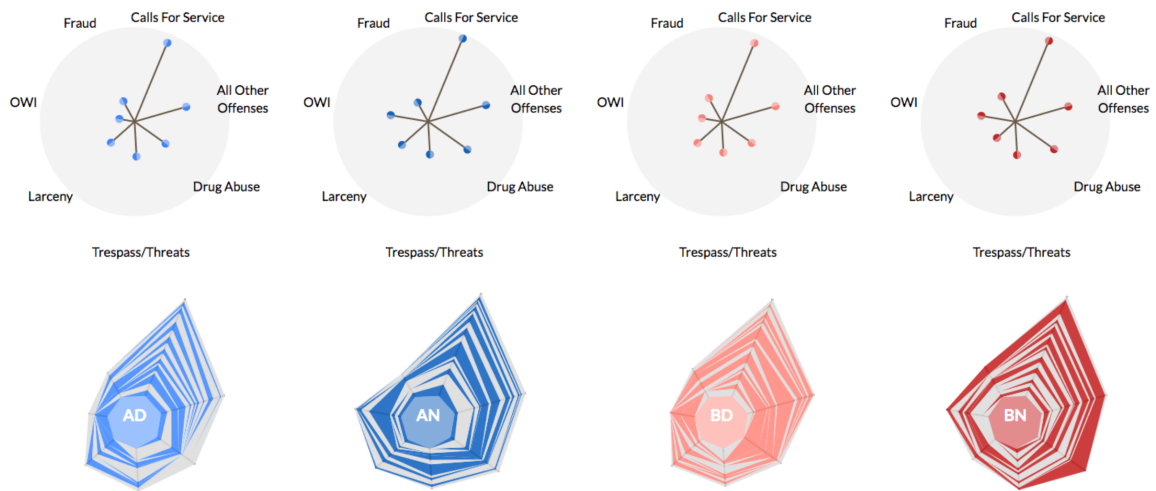 Fraud
Calls For Service
OWI
All Other
Offenses
Larceny
Drug Abuse
Trespass/Threats
Fraud
Calls For Service
OWI
All Other
Offenses
Larceny
Drug Abuse
Trespass/Threats
Fraud
Calls For Service
OWI
All Other
Offenses
Larceny
Drug Abuse
Trespass/Threats
Fraud
Calls For Service
OWI
All Other
Offenses
Larceny
Drug Abuse
Trespass/Threats
AD
AN
BD
BN